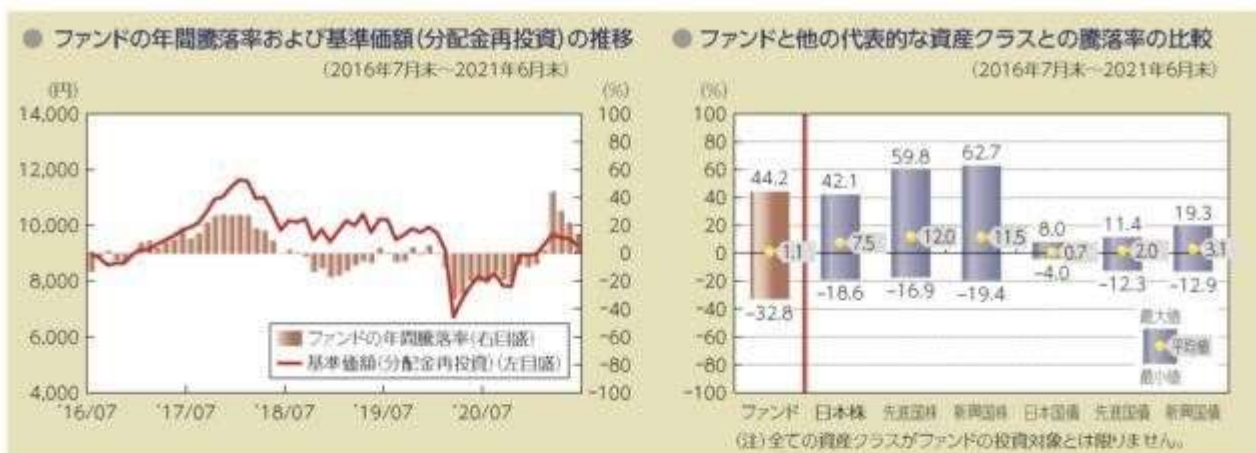 ● ファンドの年間騰落率および基準価額(分配金再投資)の推移
(2016年7月末～2021年6月末)
(円)
(%)
14,000
12,000
10,000
8,000
6,000
4,000
100
80
60
40
20
0
-20
-40
-60
-80
-100
ファンドの年間騰落率(右目盛)
基準価額(分配金再投資)(左目盛)
'16/07 '17/07 '18/07 '19/07 '20/07
● ファンドと他の代表的な資産クラスとの騰落率の比較
(2016年7月末～2021年6月末)
(%)
100
80
60
40
20
0
-20
-40
-60
-80
-100
44.2 42.1 59.8 62.7 8.0 11.4 19.3
1.1 7.5 12.0 11.5 0.7 2.0 3.1
-32.8 -18.6 -16.9 -19.4 -4.0 -12.3 -12.9
最大値
平均値
最小値
ファンド 日本株 先進国株 新興国株 日本国債 先進国債 新興国債
(注)全ての資産クラスがファンドの投資対象とは限りません。